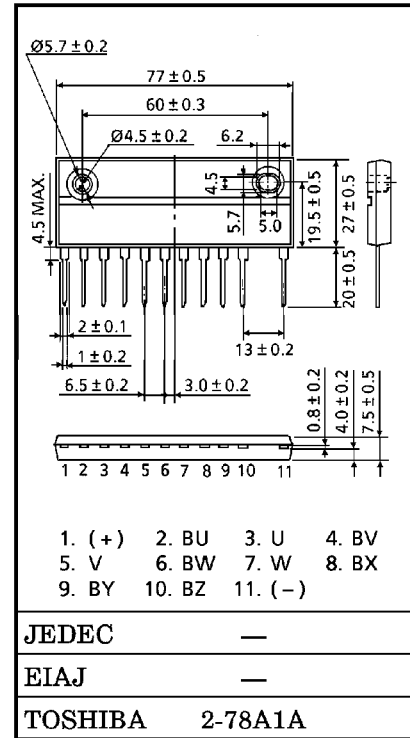 Ø5.7 ± 0.2
77 ± 0.5
60 ± 0.3
Ø4.5 ± 0.2
6.2
4.5
5.7
5.0
19.5 ± 0.5
27 ± 0.5
4.5 MAX.
20 ± 0.5
2 ± 0.1
1 ± 0.2
13 ± 0.2
6.5 ± 0.2
3.0 ± 0.2
0.8 ± 0.2
4.0 ± 0.2
7.5 ± 0.5
1 2 3 4 5 6 7 8 9 10 11
1. (+) 2. BU 3. U 4. BV
5. V 6. BW 7. W 8. BX
9. BY 10. BZ 11. (−)
JEDEC —
EIAJ —
TOSHIBA 2-78A1A